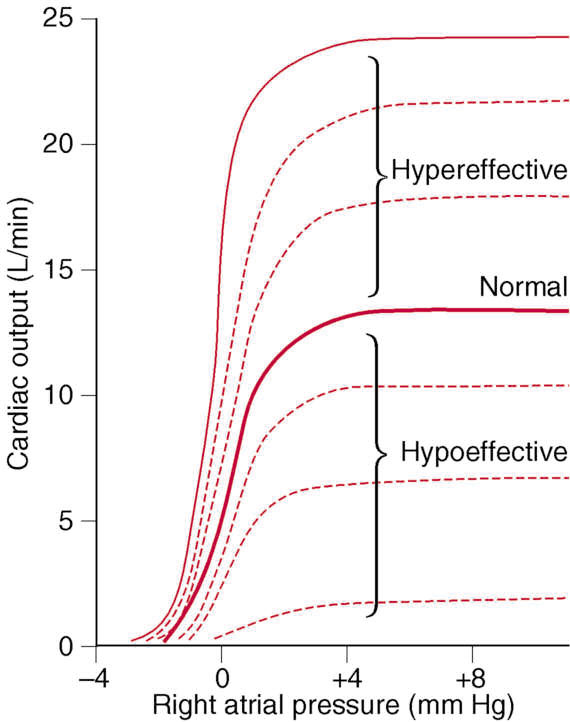 25
20
15
10
5
0
Cardiac output (L/min)
Hypereffective
Normal
Hypoeffective
–4
0
+4
+8
Right atrial pressure (mm Hg)